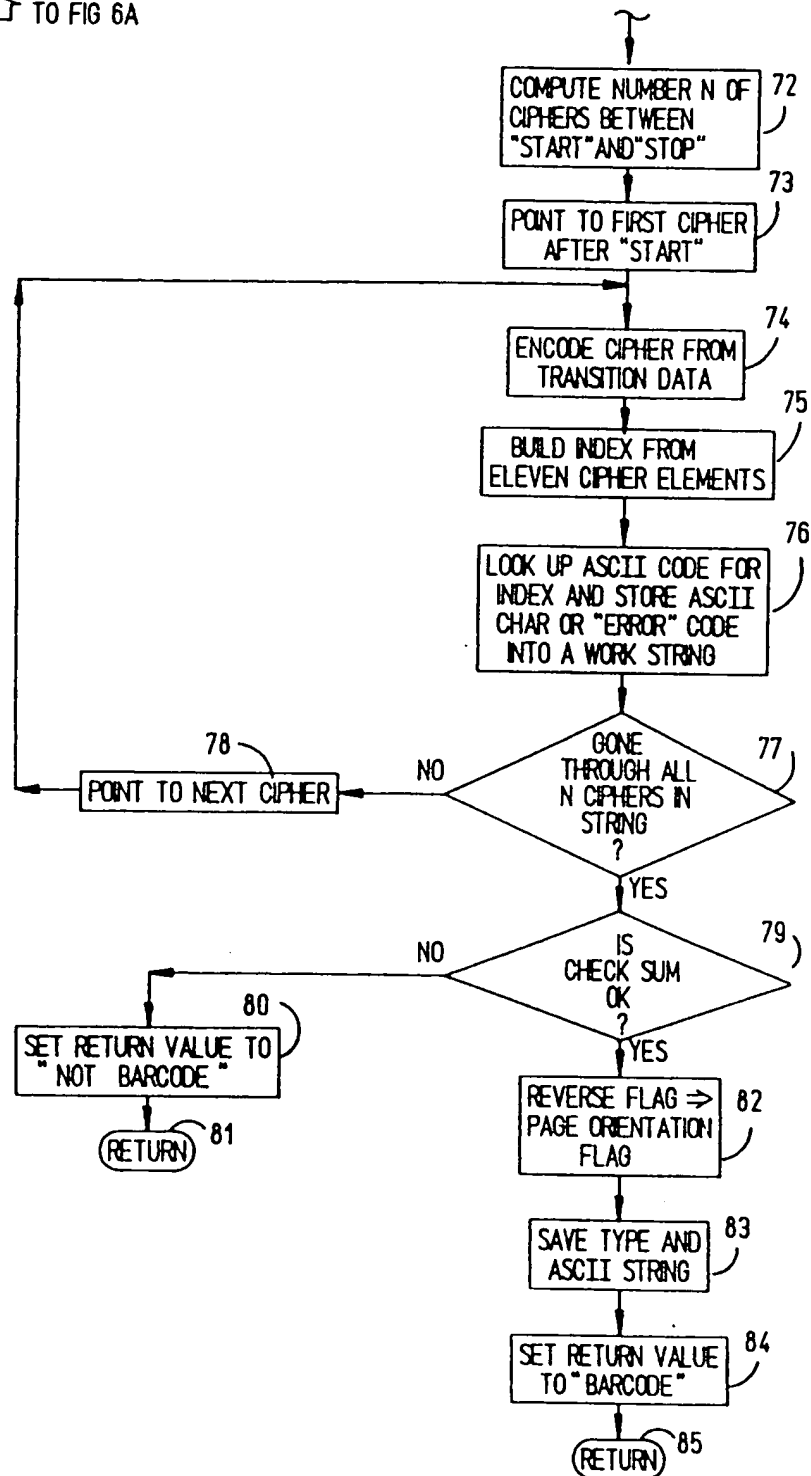 TO FIG 6A
COMPUTE NUMBER N OF
CIPHERS BETWEEN
"START" AND "STOP"
72
POINT TO FIRST CIPHER
AFTER "START"
73
ENCODE CIPHER FROM
TRANSITION DATA
74
BUILD INDEX FROM
ELEVEN CIPHER ELEMENTS
75
LOOK UP ASCII CODE FOR
INDEX AND STORE ASCII
CHAR OR "ERROR" CODE
INTO A WORK STRING
76
GONE
THROUGH ALL
N CIPHERS IN
STRING
?
77
NO
78
POINT TO NEXT CIPHER
YES
IS
CHECK SUM
OK
?
79
NO
80
SET RETURN VALUE TO
"NOT BARCODE"
RETURN
81
YES
REVERSE FLAG ⇒
PAGE ORIENTATION
FLAG
82
SAVE TYPE AND
ASCII STRING
83
SET RETURN VALUE
TO "BARCODE"
84
RETURN
85